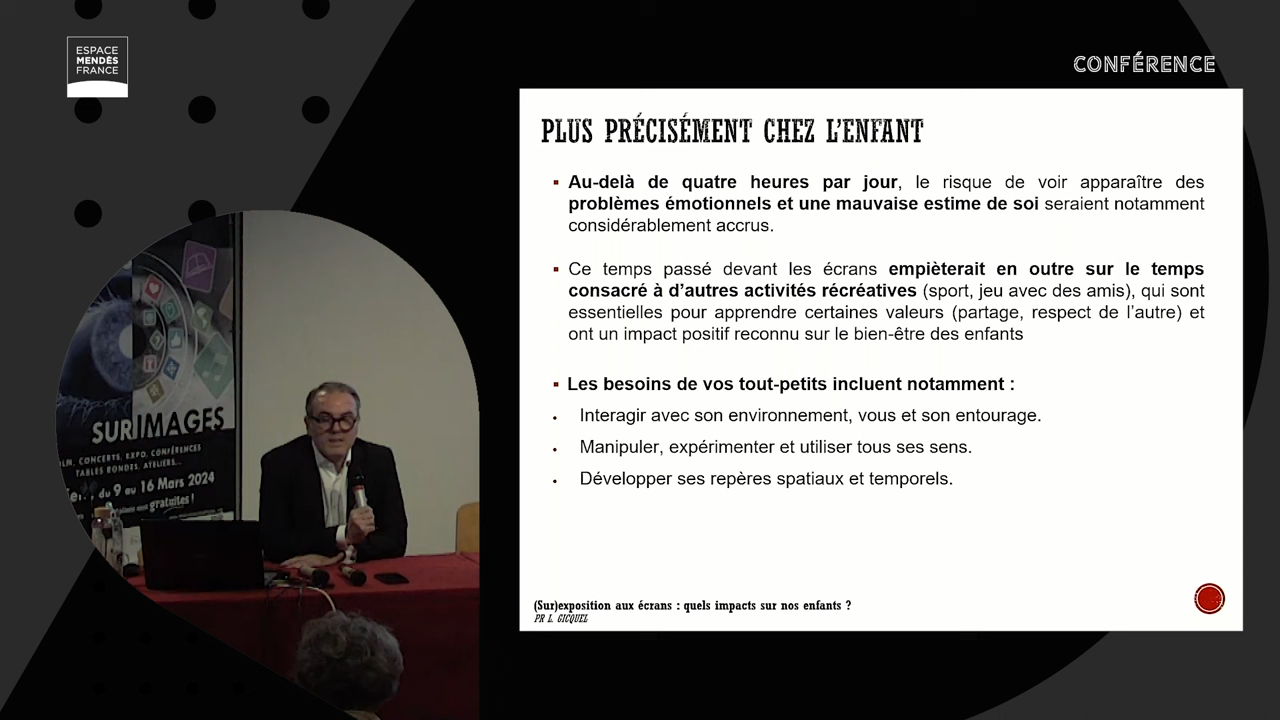 ESPACE
MENDÈS
FRANCE
CONFÉRENCE
PLUS PRÉCISÉMENT CHEZ L'ENFANT
▪ Au-delà de quatre heures par jour, le risque de voir apparaître des
problèmes émotionnels et une mauvaise estime de soi seraient notamment
considérablement accrus.
▪ Ce temps passé devant les écrans empièterait en outre sur le temps
consacré à d'autres activités récréatives (sport, jeu avec des amis), qui sont
essentielles pour apprendre certaines valeurs (partage, respect de l'autre) et
ont un impact positif reconnu sur le bien-être des enfants
▪ Les besoins de vos tout-petits incluent notamment :
• Interagir avec son environnement, vous et son entourage.
• Manipuler, expérimenter et utiliser tous ses sens.
• Développer ses repères spatiaux et temporels.
(Sur)exposition aux écrans : quels impacts sur nos enfants ?
PR L. GICQUEL
SUR IMAGES
CONCERTS, EXPO, CONFÉRENCES
TABLES RONDES, ATELIERS...
du 9 au 16 Mars 2024
gratuites !